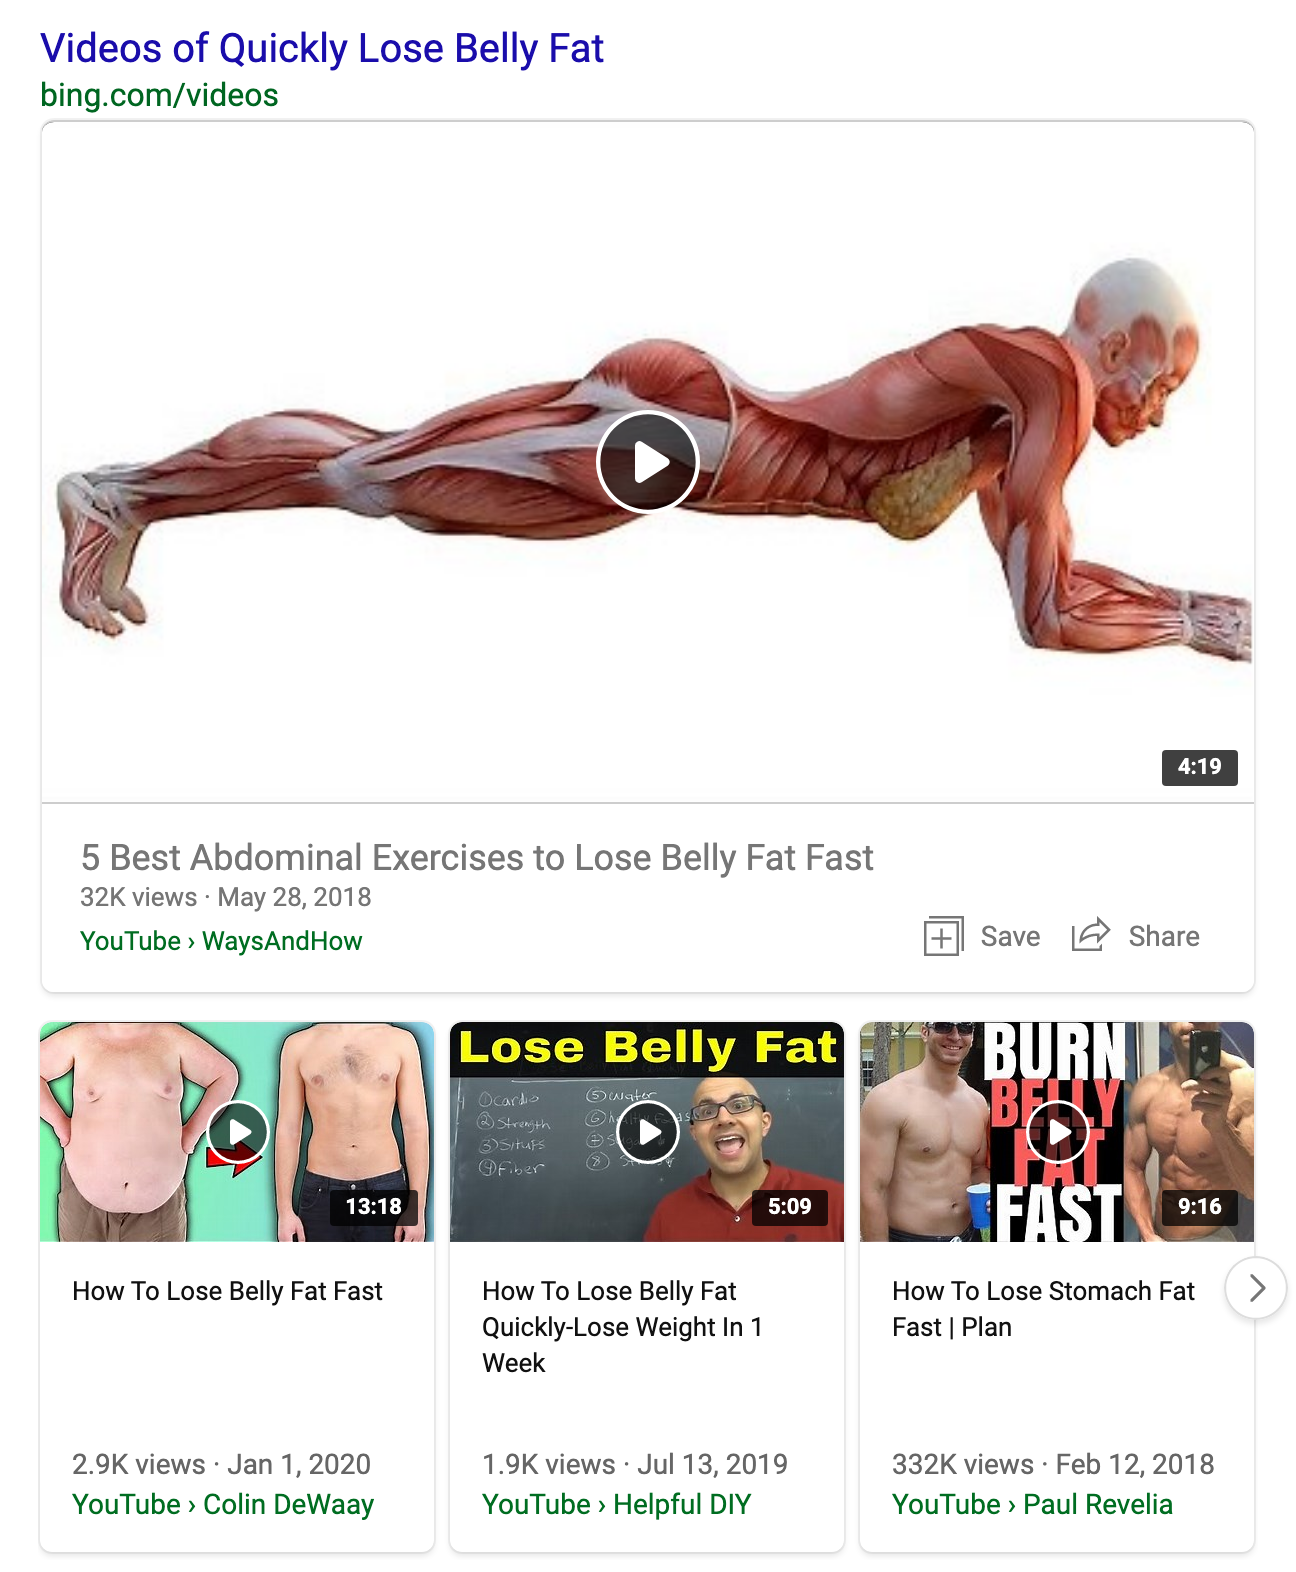 Videos of Quickly Lose Belly Fat
bing.com/videos
4:19
5 Best Abdominal Exercises to Lose Belly Fat Fast
32K views · May 28, 2018
YouTube › WaysAndHow
Save
Share
13:18
How To Lose Belly Fat Fast
2.9K views · Jan 1, 2020
YouTube › Colin DeWaay
Lose Belly Fat
①Cardio
②Strength
③Situps
④Fiber
⑤Water
⑥
⑧
5:09
How To Lose Belly Fat
Quickly-Lose Weight In 1
Week
1.9K views · Jul 13, 2019
YouTube › Helpful DIY
BURN
BELLY
FAT
FAST
9:16
How To Lose Stomach Fat
Fast | Plan
332K views · Feb 12, 2018
YouTube › Paul Revelia